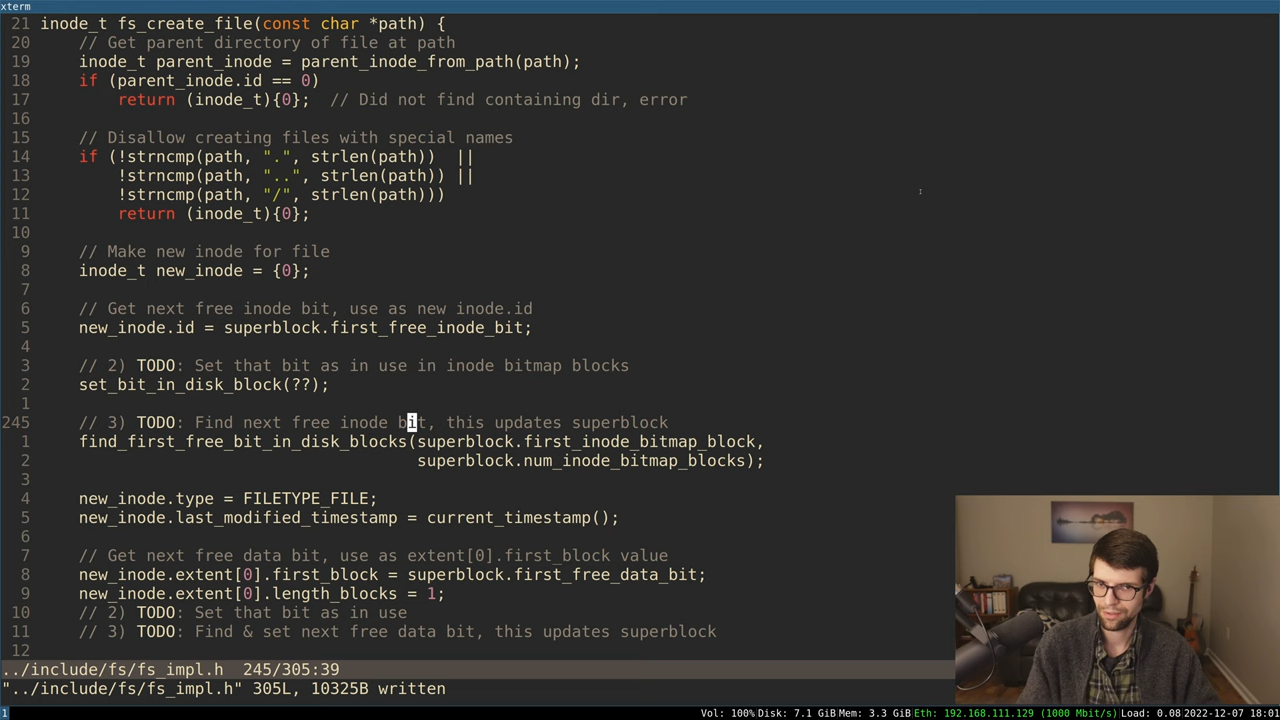 xterm
21 inode_t fs_create_file(const char *path) {
20     // Get parent directory of file at path
19     inode_t parent_inode = parent_inode_from_path(path);
18     if (parent_inode.id == 0)
17         return (inode_t){0};  // Did not find containing dir, error
16
15     // Disallow creating files with special names
14     if (!strncmp(path, ".", strlen(path))  ||
13         !strncmp(path, "..", strlen(path)) ||
12         !strncmp(path, "/", strlen(path)))
11         return (inode_t){0};
10
9     // Make new inode for file
8     inode_t new_inode = {0};
7
6     // Get next free inode bit, use as new inode.id
5     new_inode.id = superblock.first_free_inode_bit;
4
3     // 2) TODO: Set that bit as in use in inode bitmap blocks
2     set_bit_in_disk_block(??);
1
245     // 3) TODO: Find next free inode bit, this updates superblock
1     find_first_free_bit_in_disk_blocks(superblock.first_inode_bitmap_block,
2                                        superblock.num_inode_bitmap_blocks);
3
4     new_inode.type = FILETYPE_FILE;
5     new_inode.last_modified_timestamp = current_timestamp();
6
7     // Get next free data bit, use as extent[0].first_block value
8     new_inode.extent[0].first_block = superblock.first_free_data_bit;
9     new_inode.extent[0].length_blocks = 1;
10     // 2) TODO: Set that bit as in use
11     // 3) TODO: Find & set next free data bit, this updates superblock
12
../include/fs/fs_impl.h  245/305:39
"../include/fs/fs_impl.h" 305L, 10325B written
1 Vol: 100% Disk: 7.1 GiB Mem: 3.3 GiB Eth: 192.168.111.129 (1000 Mbit/s) Load: 0.08 2022-12-07 18:01